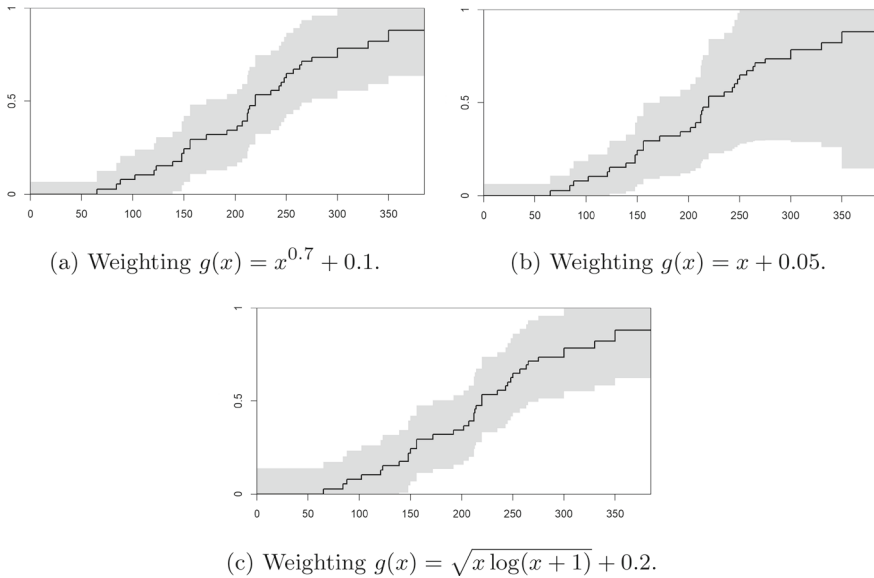 1
0.5
0
0 50 100 150 200 250 300 350
(a) Weighting g(x) = x^{0.7} + 0.1.
1
0.5
0
0 50 100 150 200 250 300 350
(b) Weighting g(x) = x + 0.05.
1
0.5
0
0 50 100 150 200 250 300 350
(c) Weighting g(x) = √(x log(x + 1)) + 0.2.